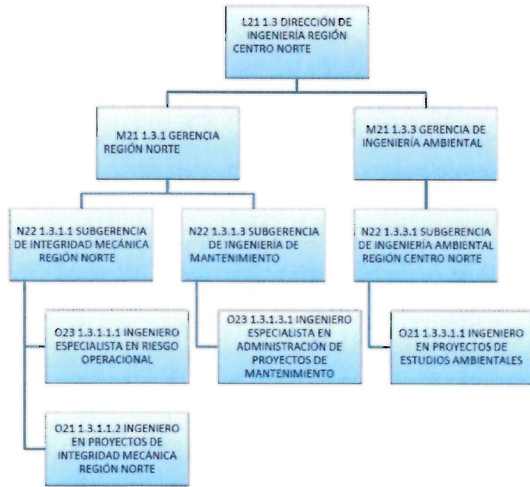 L21 1.3 DIRECCIÓN DE
INGENIERÍA REGIÓN
CENTRO NORTE
M21 1.3.1 GERENCIA
REGIÓN NORTE
M21 1.3.3 GERENCIA DE
INGENIERÍA AMBIENTAL
N22 1.3.1.1 SUBGERENCIA
DE INTEGRIDAD MECÁNICA
REGIÓN NORTE
N22 1.3.1.3 SUBGERENCIA
DE INGENIERÍA DE
MANTENIMIENTO
N22 1.3.3.1 SUBGERENCIA
DE INGENIERÍA AMBIENTAL
REGIÓN CENTRO NORTE
O23 1.3.1.1.1 INGENIERO
ESPECIALISTA EN RIESGO
OPERACIONAL
O23 1.3.1.3.1 INGENIERO
ESPECIALISTA EN
ADMINISTRACIÓN DE
PROYECTOS DE
MANTENIMIENTO
O21 1.3.3.1.1 INGENIERO
EN PROYECTOS DE
ESTUDIOS AMBIENTALES
O21 1.3.1.1.2 INGENIERO
EN PROYECTOS DE
INTEGRIDAD MECÁNICA
REGIÓN NORTE